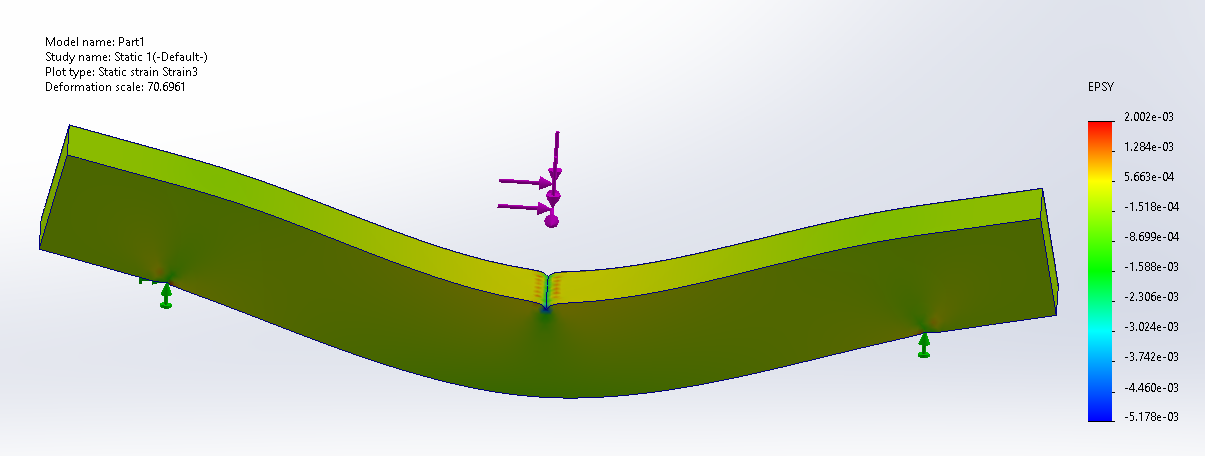 Model name: Part1
Study name: Static 1(-Default-)
Plot type: Static strain Strain3
Deformation scale: 70.6961
EPSY
2.002e-03
1.284e-03
5.663e-04
-1.518e-04
-8.699e-04
-1.588e-03
-2.306e-03
-3.024e-03
-3.742e-03
-4.460e-03
-5.178e-03